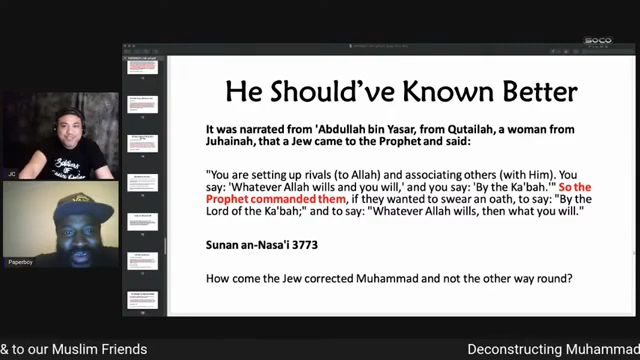 SOCO
FILMS
He Should've Known Better
It was narrated from 'Abdullah bin Yasar, from Qutailah, a woman from
Juhainah, that a Jew came to the Prophet and said:
"You are setting up rivals (to Allah) and associating others (with Him). You
say: 'Whatever Allah wills and you will,' and you say: 'By the Ka'bah.'" So the
Prophet commanded them, if they wanted to swear an oath, to say: "By the
Lord of the Ka'bah;" and to say: "Whatever Allah wills, then what you will."
Sunan an-Nasa'i 3773
How come the Jew corrected Muhammad and not the other way round?
JC
Paperboy
& to our Muslim Friends
Deconstructing Muhammad